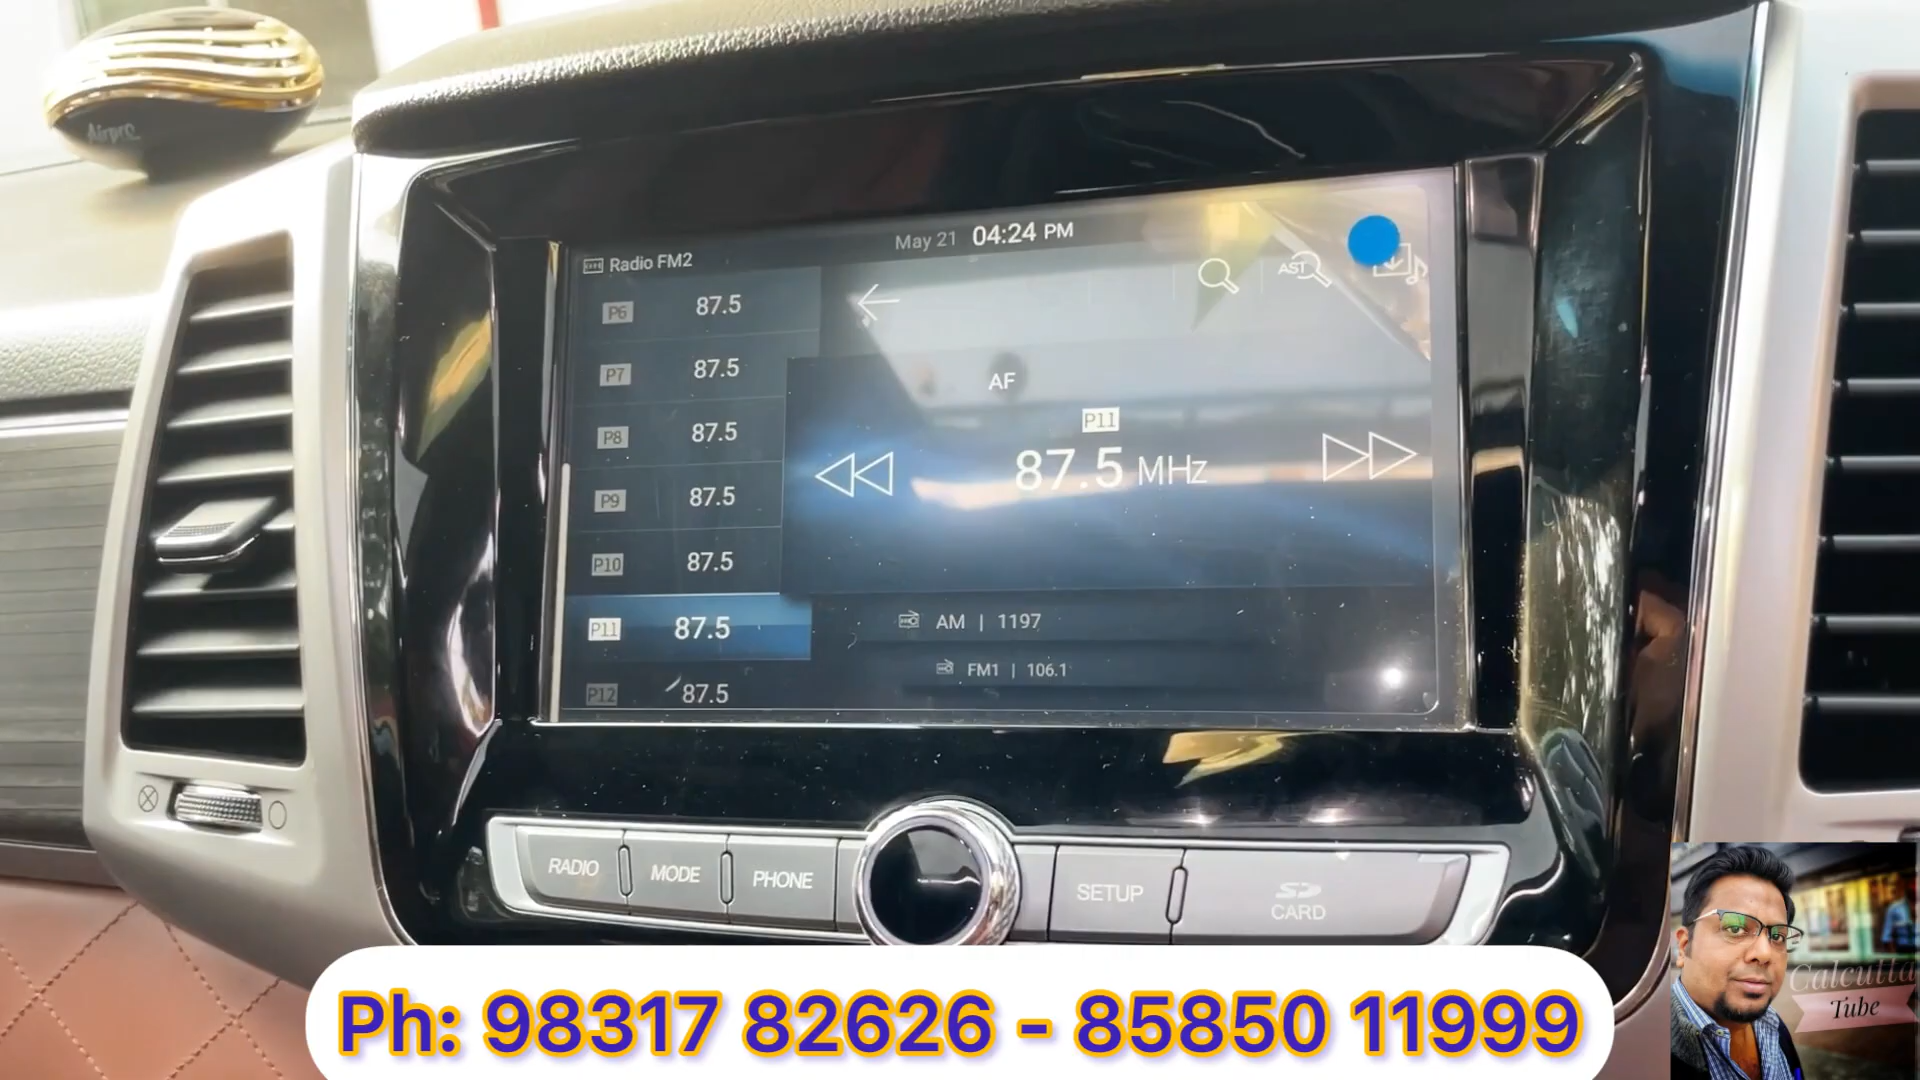 Airpro
May 21 04:24 PM
Radio FM2
AST
P6 87.5
P7 87.5
P8 87.5
P9 87.5
P10 87.5
P11 87.5
P12 87.5
AF
P11
87.5 MHz
AM | 1197
FM1 | 106.1
RADIO
MODE
PHONE
SETUP
SD
CARD
Ph: 98317 82626 - 85850 11999
Calcutta
Tube